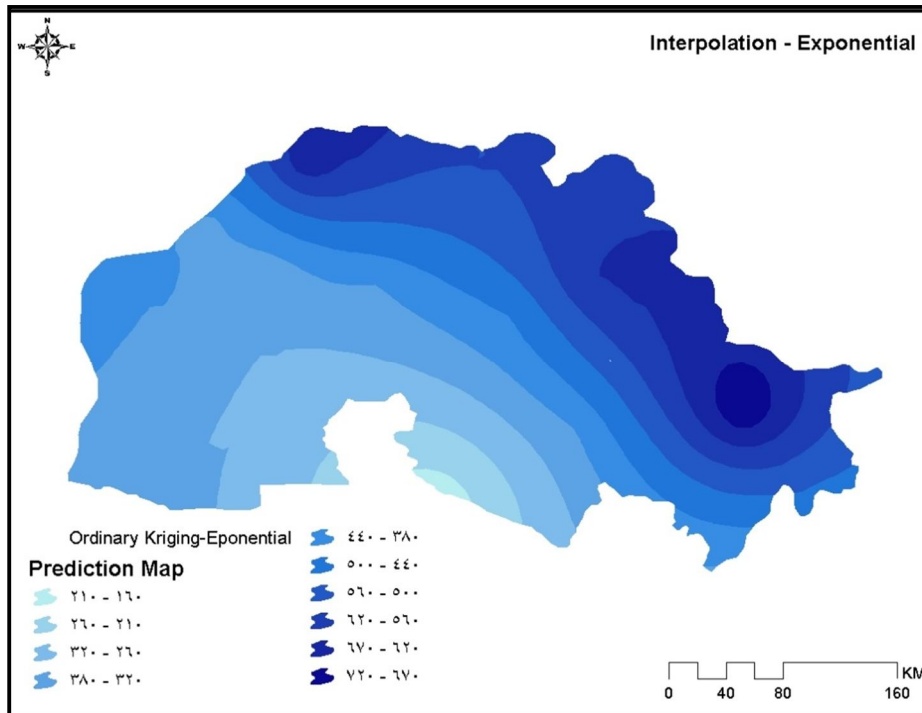 N
W E
S
Interpolation - Exponential
Ordinary Kriging-Eponential
Prediction Map
٢١٠ - ١٦٠
٢٦٠ - ٢١٠
٣٢٠ - ٢٦٠
٣٨٠ - ٣٢٠
٤٤٠ - ٣٨٠
٥٠٠ - ٤٤٠
٥٦٠ - ٥٠٠
٦٢٠ - ٥٦٠
٦٧٠ - ٦٢٠
٧٢٠ - ٦٧٠
KM
0 40 80 160